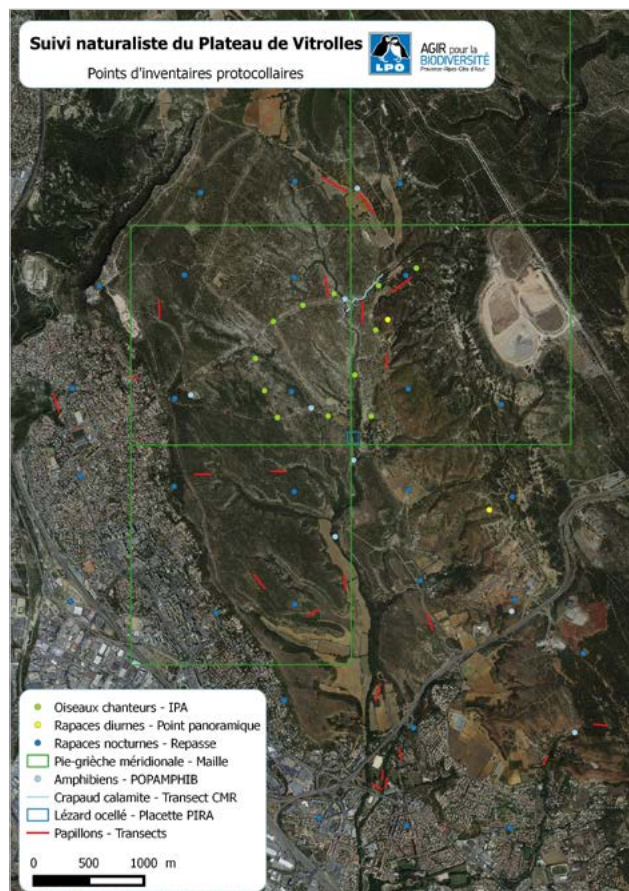 Suivi naturaliste du Plateau de Vitrolles
Points d'inventaires protocollaires
LPO
AGIR pour la
BIODIVERSITÉ
Provence-Alpes-Côte d'Azur
Oiseaux chanteurs - IPA
Rapaces diurnes - Point panoramique
Rapaces nocturnes - Repasse
Pie-grièche méridionale - Maille
Amphibiens - POPAMPHIB
Crapaud calamite - Transect CMR
Lézard ocellé - Placette PIRA
Papillons - Transects
0 500 1000 m